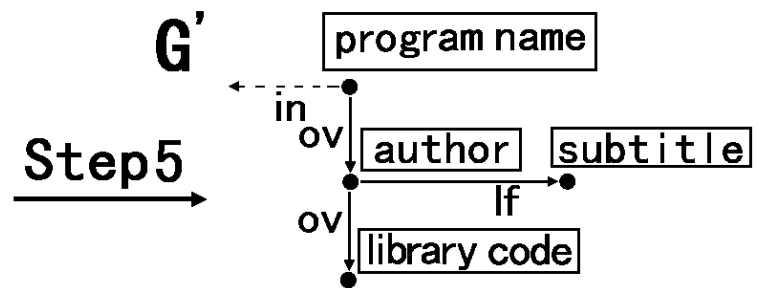 G'
program name
in
ov
Step5
author
subtitle
lf
ov
library code